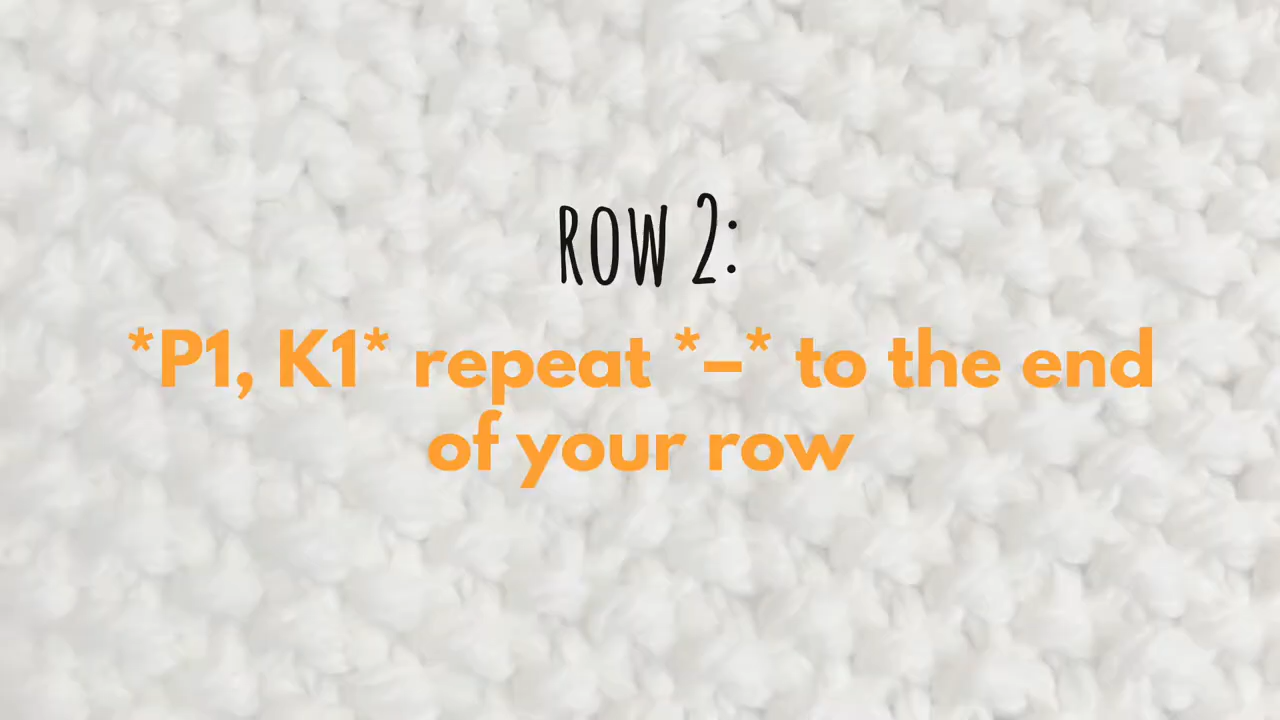 ROW 2:
*P1, K1* repeat *–* to the end
of your row